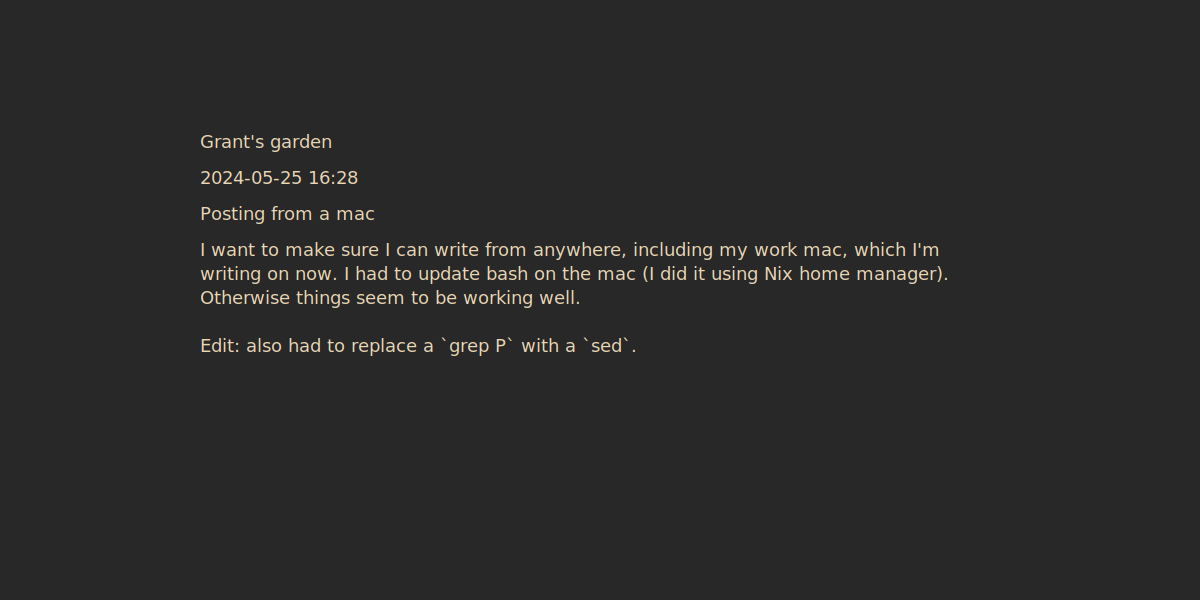 Grant's garden
2024-05-25 16:28
Posting from a mac
I want to make sure I can write from anywhere, including my work mac, which I'm
writing on now. I had to update bash on the mac (I did it using Nix home manager).
Otherwise things seem to be working well.
Edit: also had to replace a `grep P` with a `sed`.